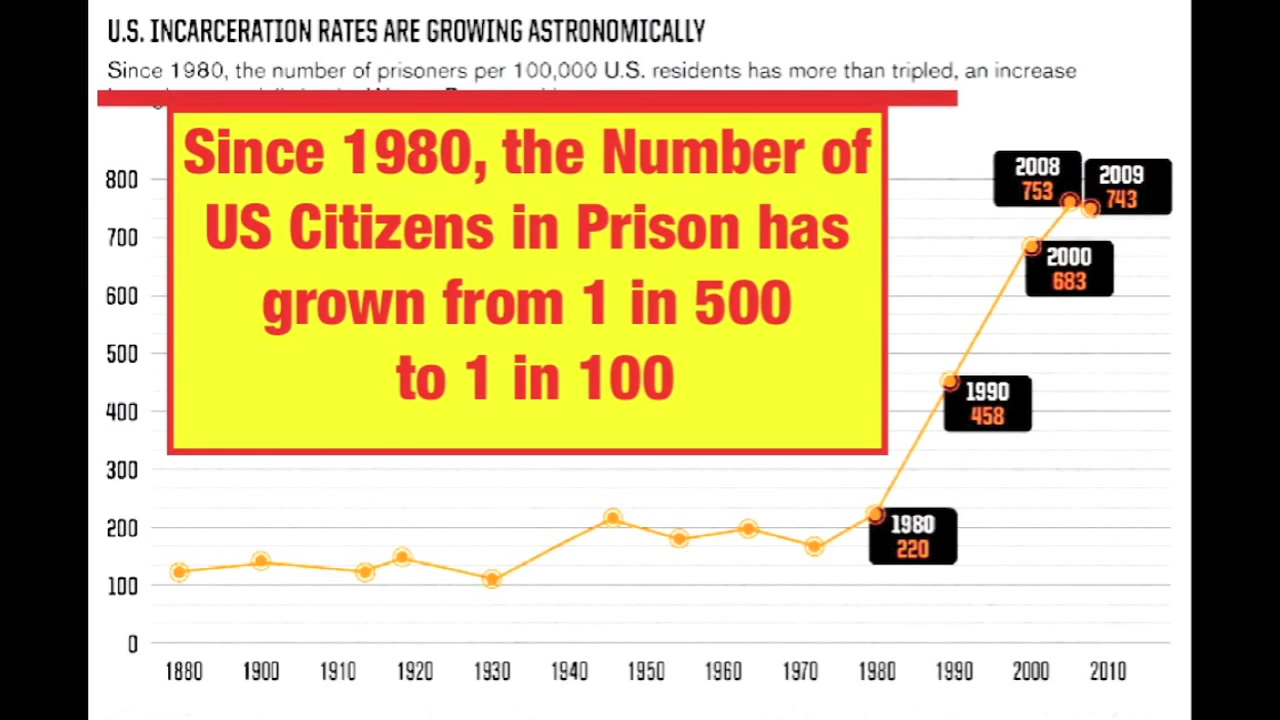 U.S. INCARCERATION RATES ARE GROWING ASTRONOMICALLY
Since 1980, the number of prisoners per 100,000 U.S. residents has more than tripled, an increase
Since 1980, the Number of
US Citizens in Prison has
grown from 1 in 500
to 1 in 100
800
700
600
500
400
300
200
100
0
2008
753
2009
743
2000
683
1990
458
1980
220
1880 1900 1910 1920 1930 1940 1950 1960 1970 1980 1990 2000 2010